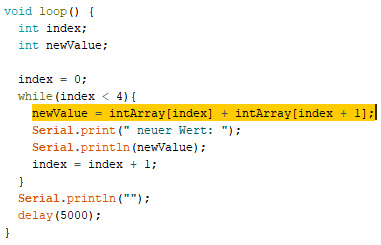 void loop() {
  int index;
  int newValue;

  index = 0;
  while(index < 4){
    newValue = intArray[index] + intArray[index + 1];
    Serial.print(" neuer Wert: ");
    Serial.println(newValue);
    index = index + 1;
  }
  Serial.println("");
  delay(5000);
}